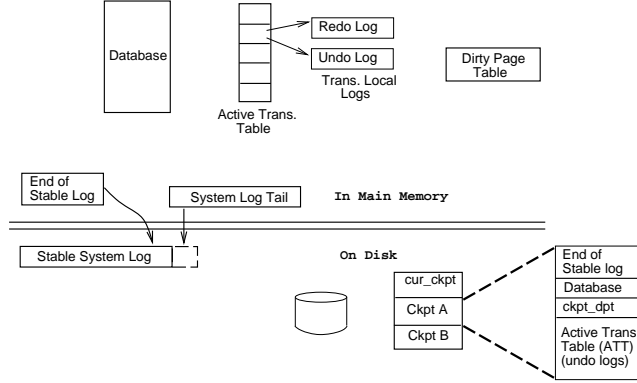 Database
Redo Log
Undo Log
Trans. Local
Logs
Active Trans.
Table
Dirty Page
Table
End of
Stable Log
System Log Tail
In Main Memory
Stable System Log
On Disk
cur_ckpt
Ckpt A
Ckpt B
End of
Stable log
Database
ckpt_dpt
Active Trans
Table (ATT)
(undo logs)